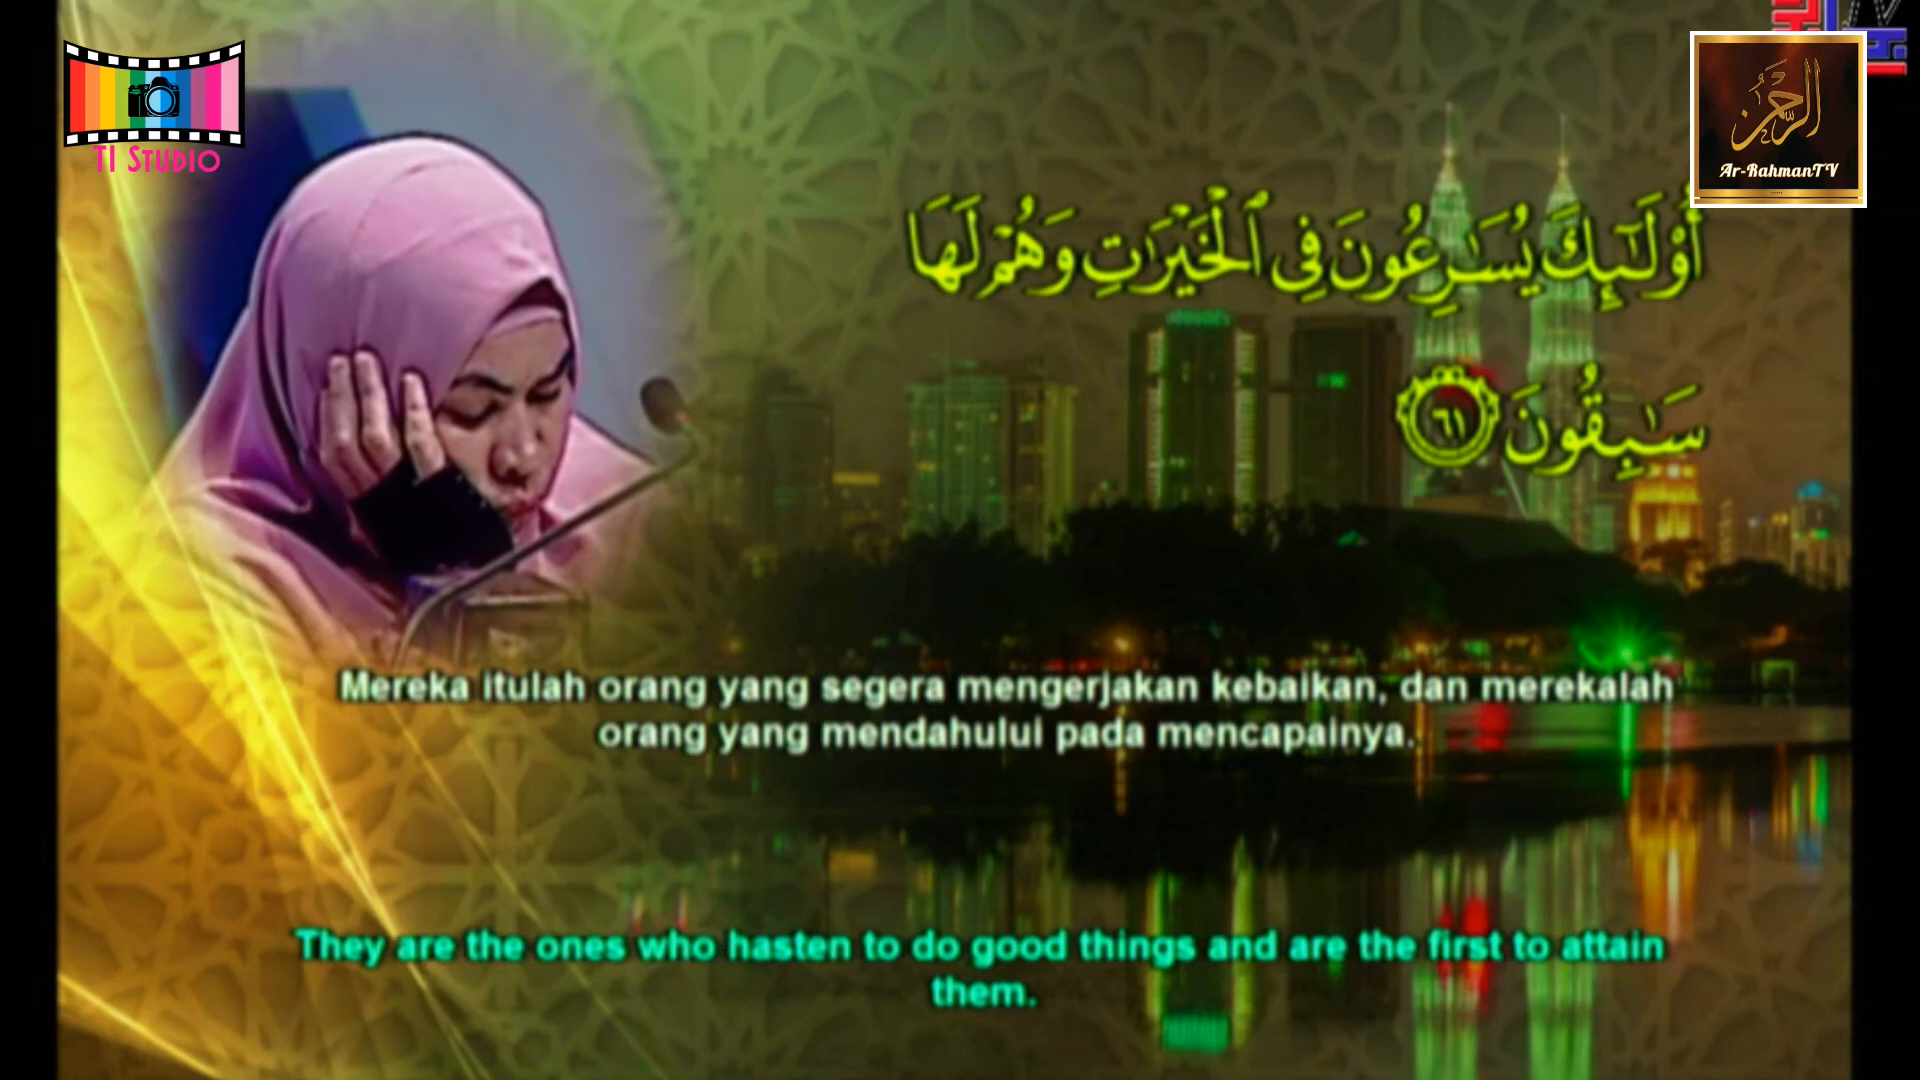 TI STUDIO
الرحمن
Ar-RahmanTV
أُو۟لَـٰٓئِكَ يُسَـٰرِعُونَ فِى ٱلْخَيْرَٰتِ وَهُمْ لَهَا
سَـٰبِقُونَ ٦١
Mereka itulah orang yang segera mengerjakan kebaikan, dan merekalah
orang yang mendahului pada mencapainya.
They are the ones who hasten to do good things and are the first to attain
them.